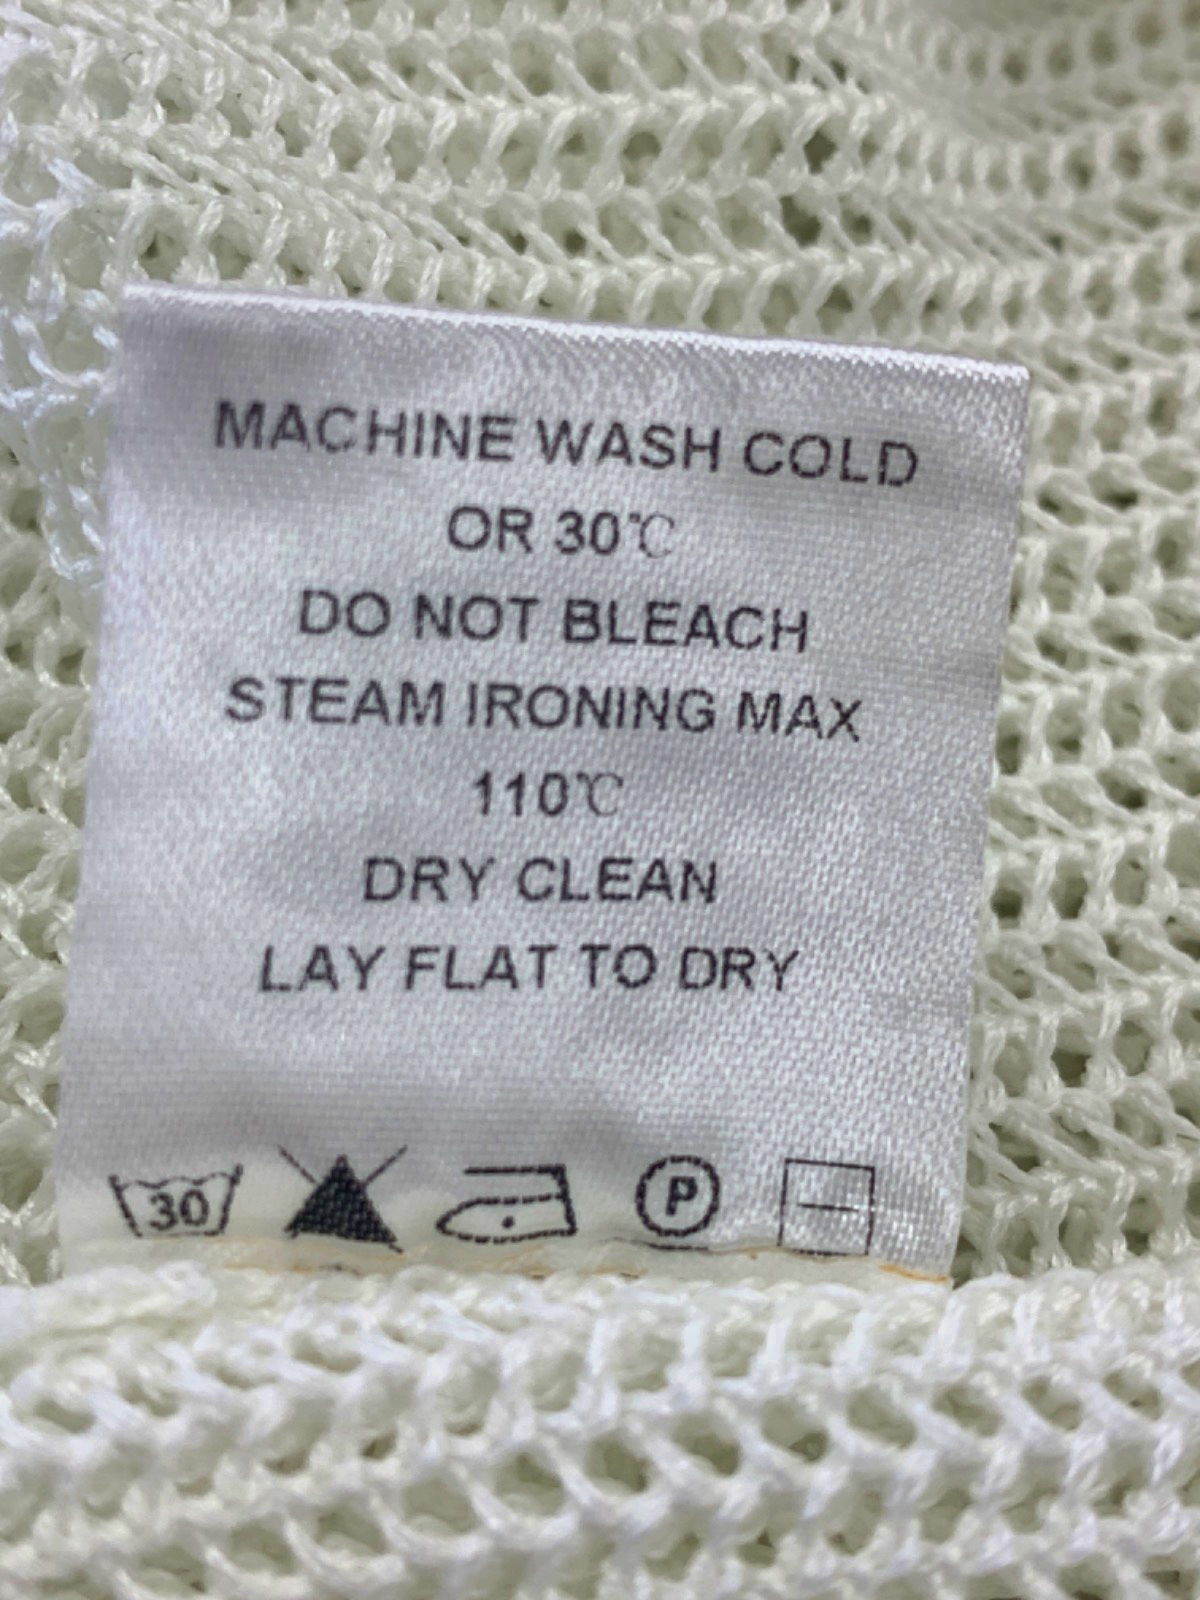 MACHINE WASH COLD
OR 30℃
DO NOT BLEACH
STEAM IRONING MAX
110℃
DRY CLEAN
LAY FLAT TO DRY
30 P